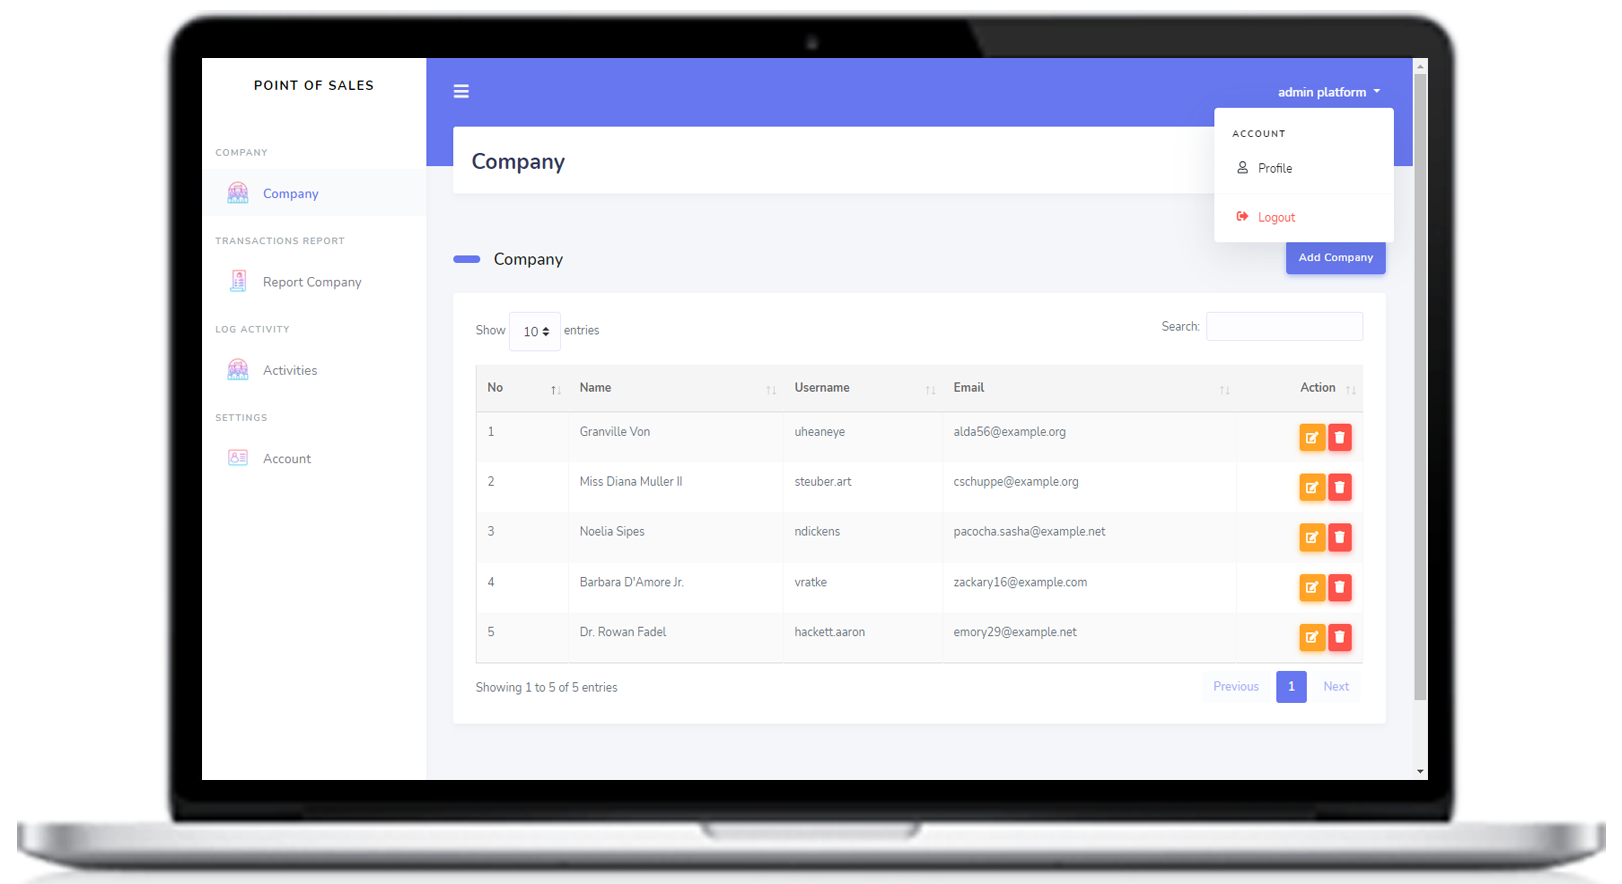 POINT OF SALES
admin platform
COMPANY
Company
TRANSACTIONS REPORT
Report Company
LOG ACTIVITY
Activities
SETTINGS
Account
Company
ACCOUNT
Profile
Logout
Company
Add Company
Show 10 entries
Search:
No Name Username Email Action
1 Granville Von uheaneye alda56@example.org
2 Miss Diana Muller II steuber.art cschuppe@example.org
3 Noelia Sipes ndickens pacocha.sasha@example.net
4 Barbara D'Amore Jr. vratke zackary16@example.com
5 Dr. Rowan Fadel hackett.aaron emory29@example.net
Showing 1 to 5 of 5 entries
Previous 1 Next